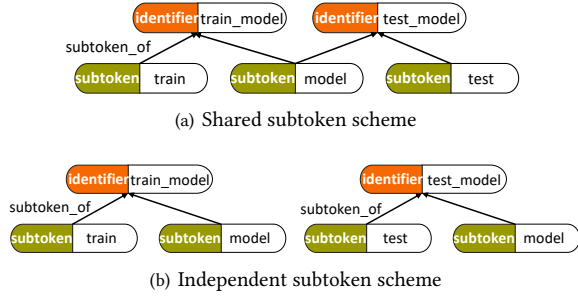 identifier train_model identifier test_model
subtoken_of
subtoken train subtoken model subtoken test
(a) Shared subtoken scheme
identifier train_model identifier test_model
subtoken_of subtoken_of
subtoken train subtoken model subtoken test subtoken model
(b) Independent subtoken scheme